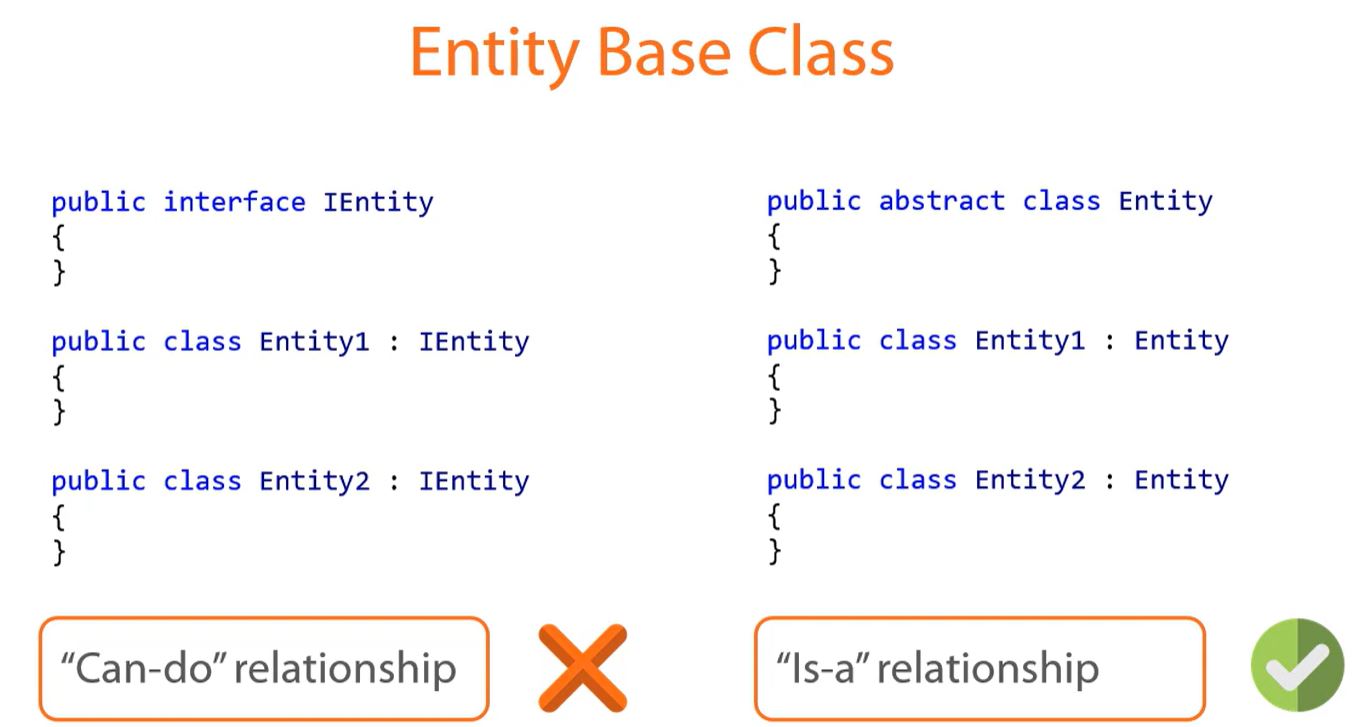 Entity Base Class
public interface IEntity
{
}
public class Entity1 : IEntity
{
}
public class Entity2 : IEntity
{
}
“Can-do” relationship
public abstract class Entity
{
}
public class Entity1 : Entity
{
}
public class Entity2 : Entity
{
}
“Is-a” relationship